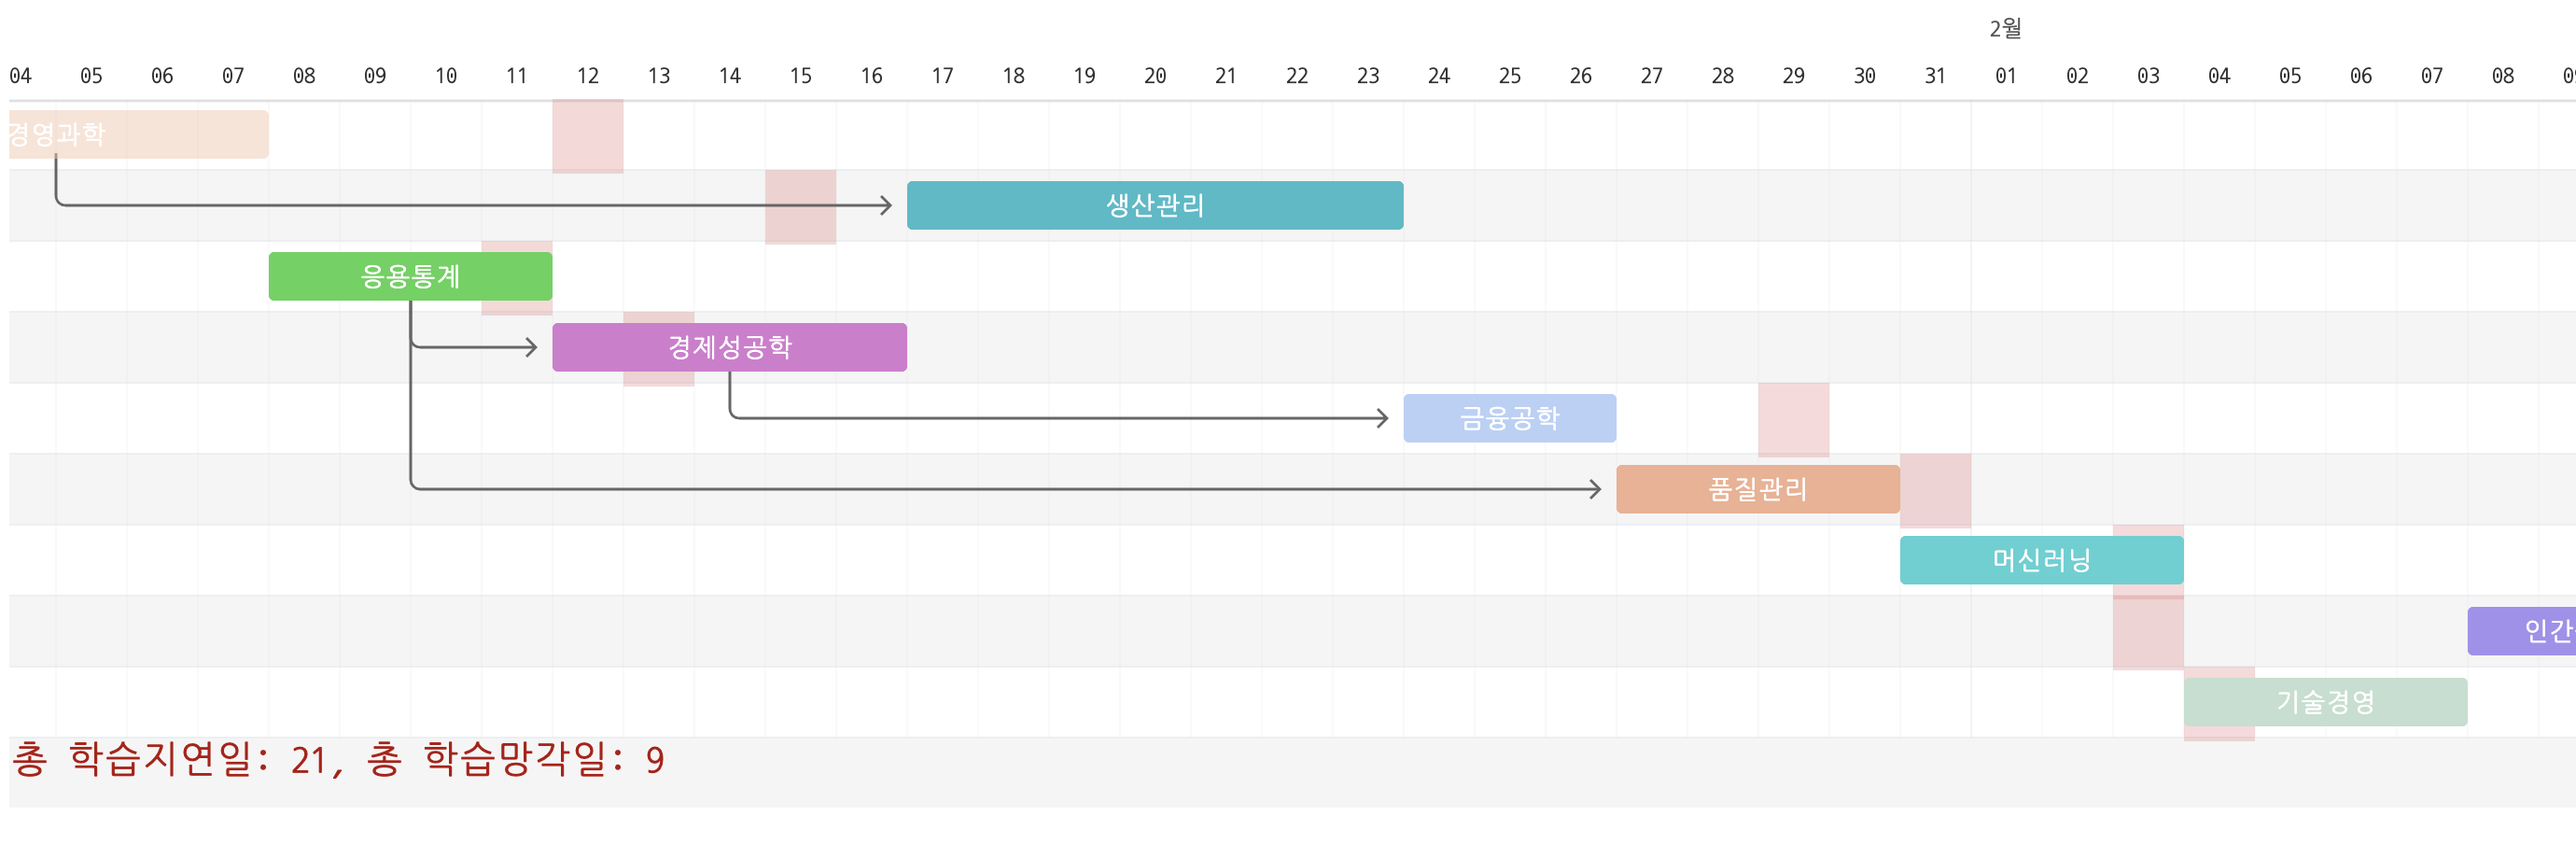 2월
04 05 06 07 08 09 10 11 12 13 14 15 16 17 18 19 20 21 22 23 24 25 26 27 28 29 30 31 01 02 03 04 05 06 07 08
경영과학
생산관리
응용통계
경제성공학
금융공학
품질관리
머신러닝
인간
기술경영
총 학습지연일: 21, 총 학습망각일: 9